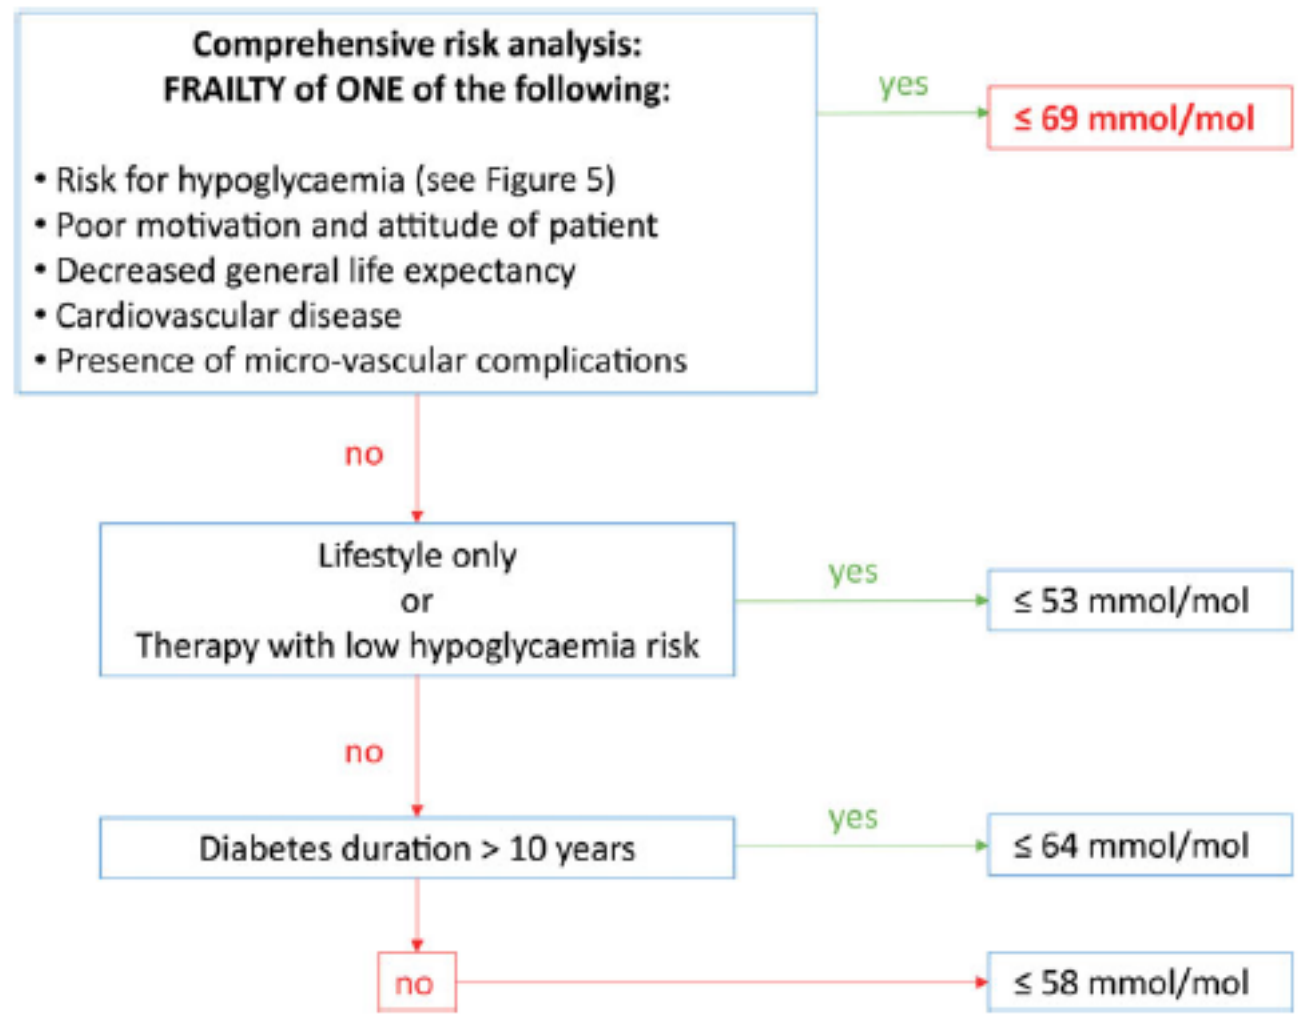 Comprehensive risk analysis:
FRAILTY of ONE of the following:
yes
≤ 69 mmol/mol
• Risk for hypoglycaemia (see Figure 5)
• Poor motivation and attitude of patient
• Decreased general life expectancy
• Cardiovascular disease
• Presence of micro-vascular complications
no
Lifestyle only
or
Therapy with low hypoglycaemia risk
yes
≤ 53 mmol/mol
no
Diabetes duration > 10 years
yes
≤ 64 mmol/mol
no
≤ 58 mmol/mol